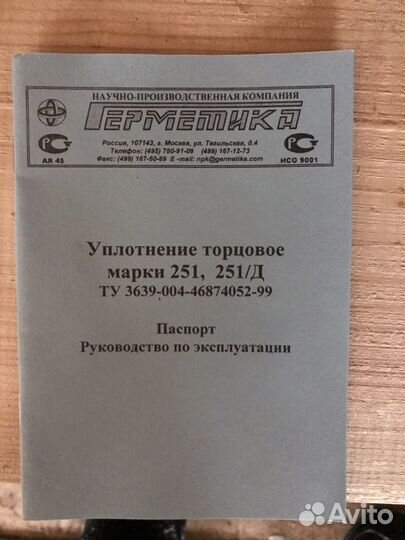 НАУЧНО-ПРОИЗВОДСТВЕННАЯ КОМПАНИЯ
ГЕРМЕТИКА
Россия, 107143, г. Москва, ул. Тагильская, д.4
Телефон: (495) 780-91-09 (499) 167-12-73
Факс: (499) 167-50-89 E-mail: npk@germetika.com
АЯ 45
ИСО 9001
Уплотнение торцовое
марки 251, 251/Д
ТУ 3639-004-46874052-99
Паспорт
Руководство по эксплуатации
Avito